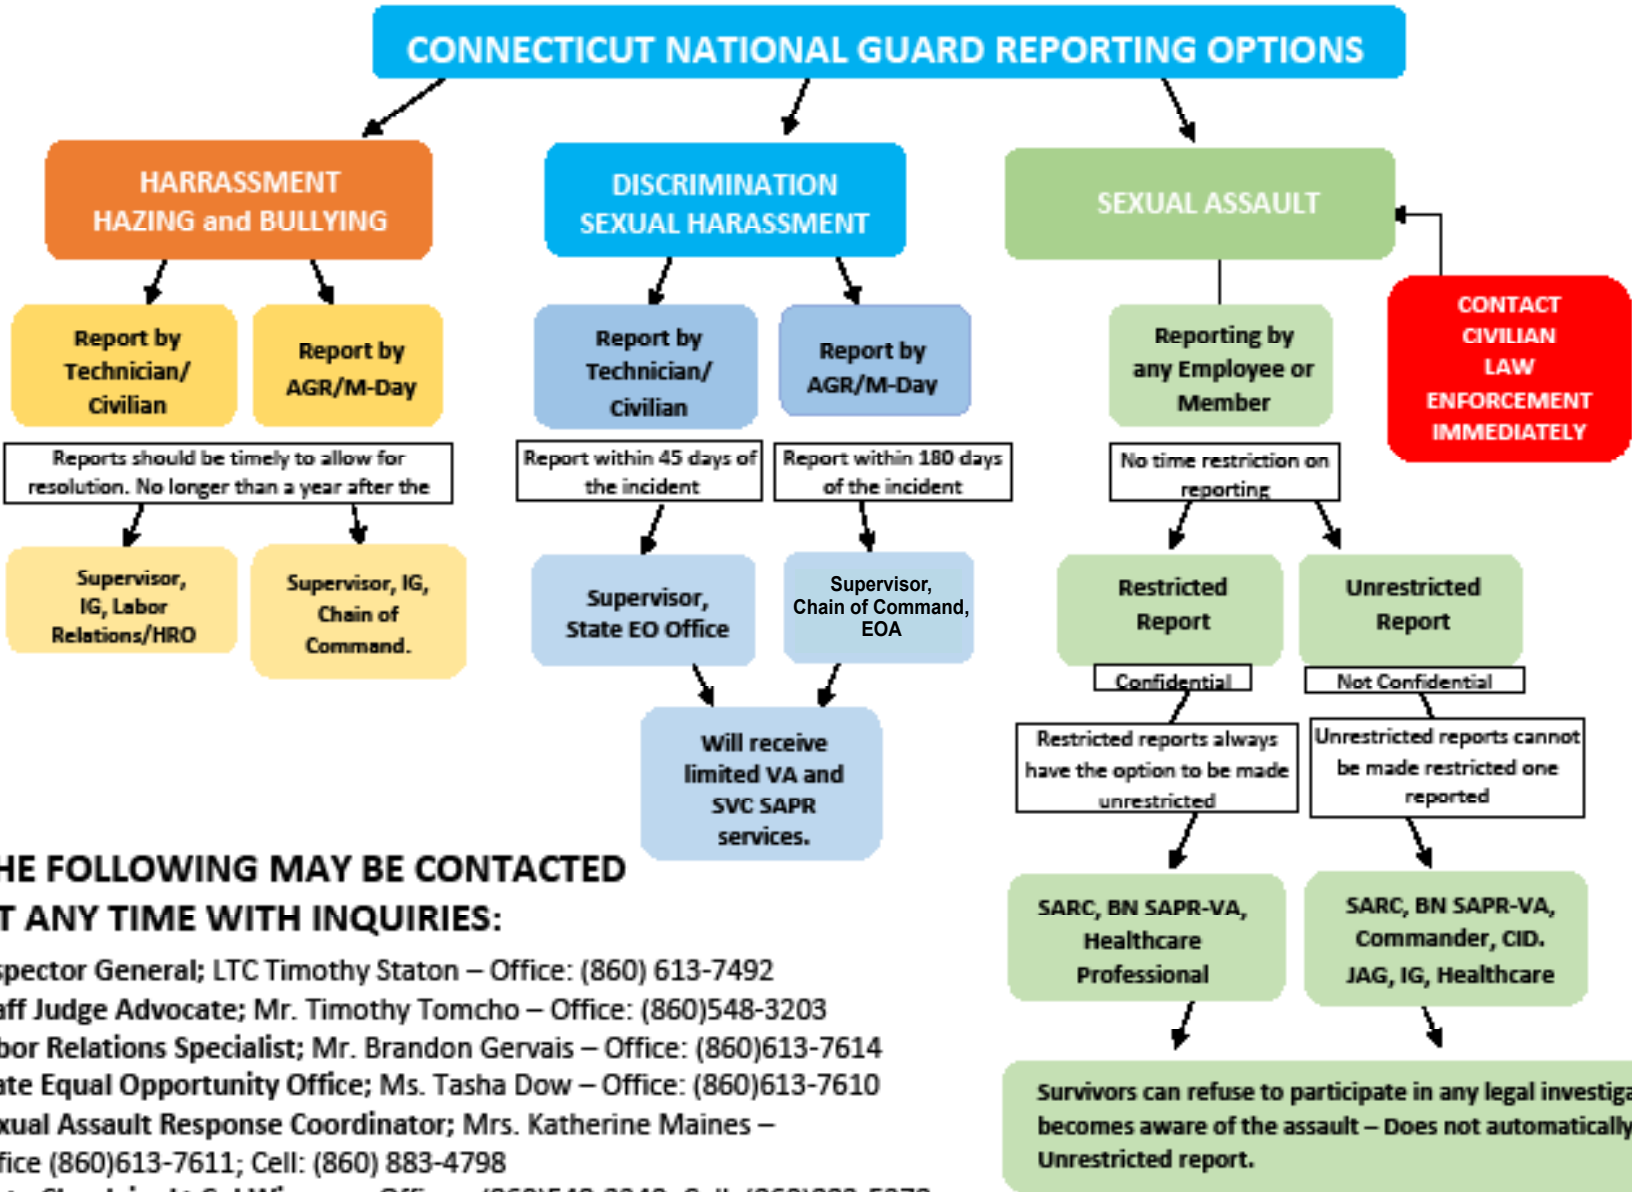 CONNECTICUT NATIONAL GUARD REPORTING OPTIONS
HARRASSMENT
HAZING and BULLYING
DISCRIMINATION
SEXUAL HARASSMENT
SEXUAL ASSAULT
CONTACT
CIVILIAN
LAW
ENFORCEMENT
IMMEDIATELY
Report by
Technician/
Civilian
Report by
AGR/M-Day
Report by
Technician/
Civilian
Report by
AGR/M-Day
Reporting by
any Employee or
Member
Reports should be timely to allow for
resolution. No longer than a year after the
Report within 45 days of
the incident
Report within 180 days
of the incident
No time restriction on
reporting
Supervisor,
IG, Labor
Relations/HRO
Supervisor, IG,
Chain of
Command.
Supervisor,
State EO Office
Supervisor,
Chain of Command,
EOA
Restricted
Report
Unrestricted
Report
Confidential
Not Confidential
Will receive
limited VA and
SVC SAPR
services.
Restricted reports always
have the option to be made
unrestricted
Unrestricted reports cannot
be made restricted one
reported
SARC, BN SAPR-VA,
Healthcare
Professional
SARC, BN SAPR-VA,
Commander, CID.
JAG, IG, Healthcare
Survivors can refuse to participate in any legal investiga
becomes aware of the assault – Does not automatically
Unrestricted report.
HE FOLLOWING MAY BE CONTACTED
T ANY TIME WITH INQUIRIES:
spector General; LTC Timothy Staton – Office: (860) 613-7492
aff Judge Advocate; Mr. Timothy Tomcho – Office: (860)548-3203
bor Relations Specialist; Mr. Brandon Gervais – Office: (860)613-7614
ate Equal Opportunity Office; Ms. Tasha Dow – Office: (860)613-7610
xual Assault Response Coordinator; Mrs. Katherine Maines –
fice (860)613-7611; Cell: (860) 883-4798